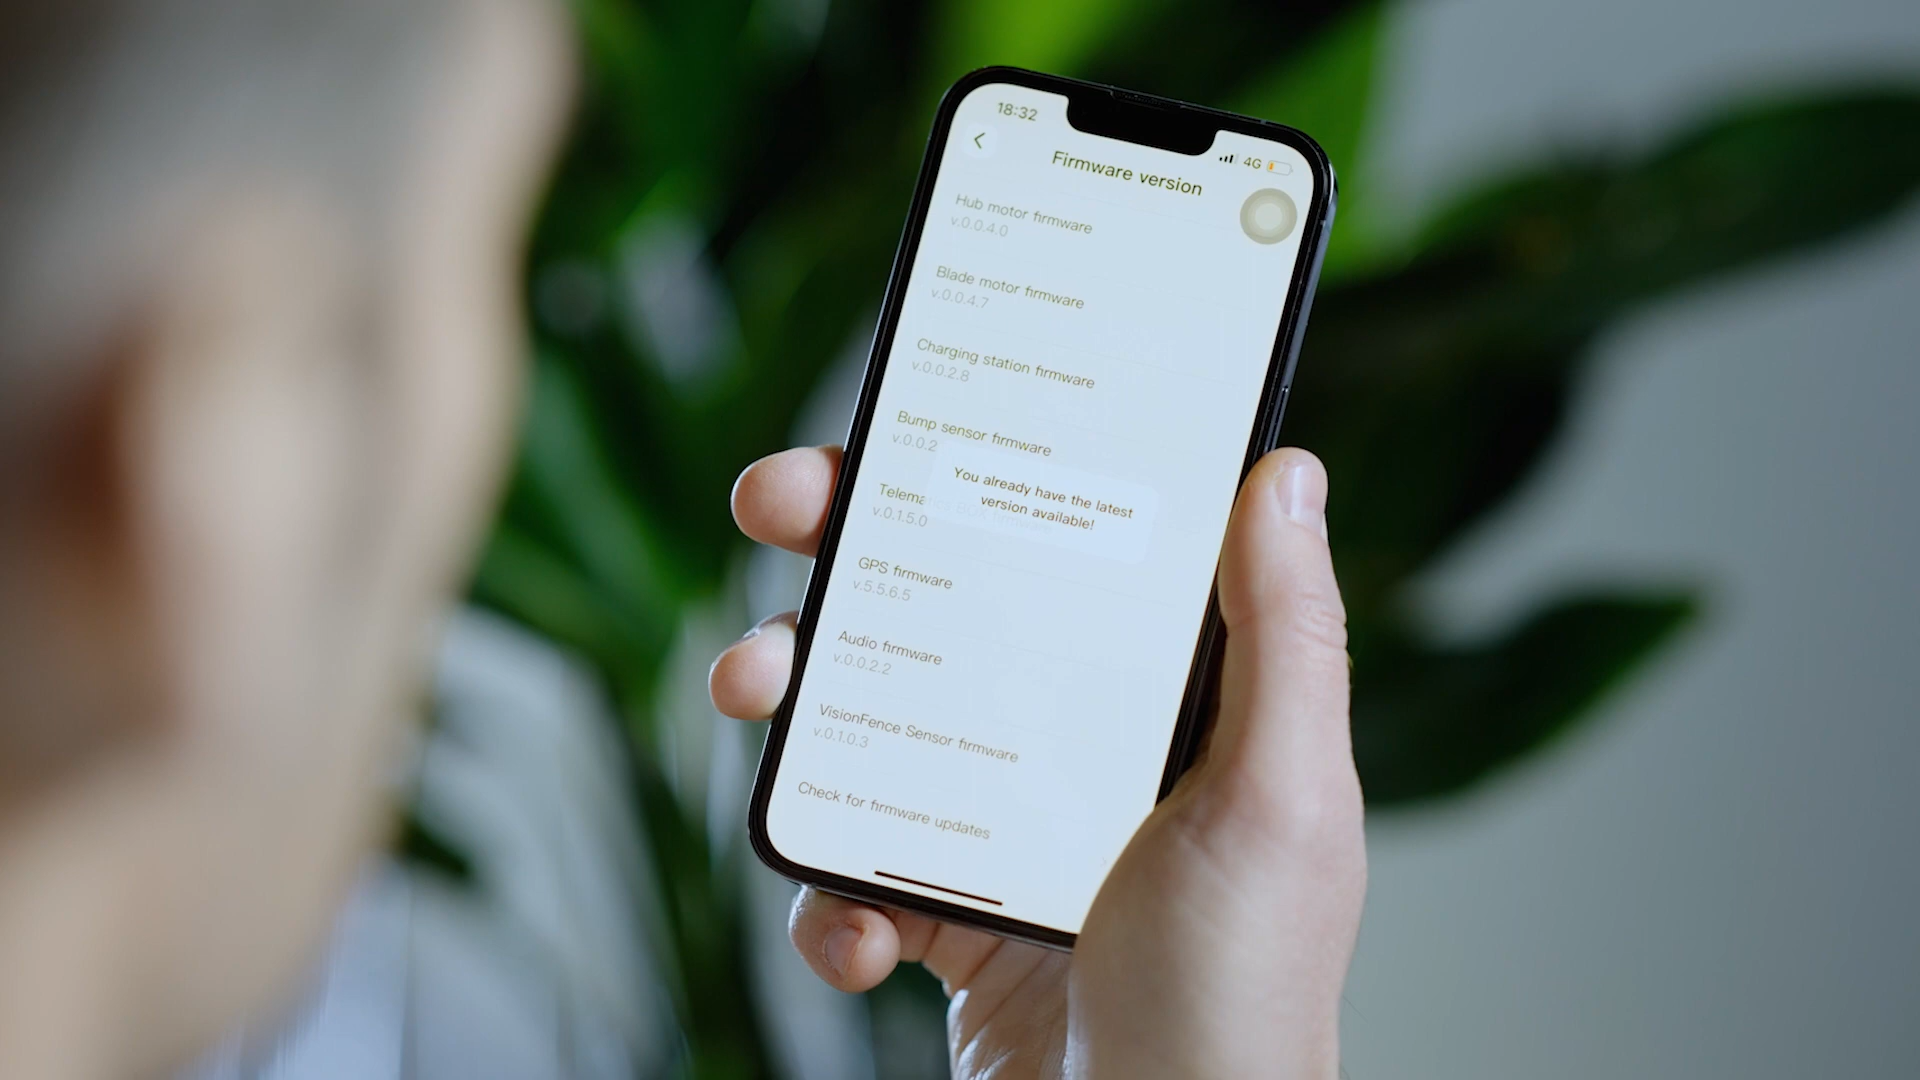 18:32
4G
Firmware version
Hub motor firmware
v.0.0.4.0
Blade motor firmware
v.0.0.4.7
Charging station firmware
v.0.0.2.8
Bump sensor firmware
v.0.0.2
You already have the latest
version available!
v.0.1.5.0
GPS firmware
v.5.5.6.5
Audio firmware
v.0.0.2.2
VisionFence Sensor firmware
v.0.1.0.3
Check for firmware updates